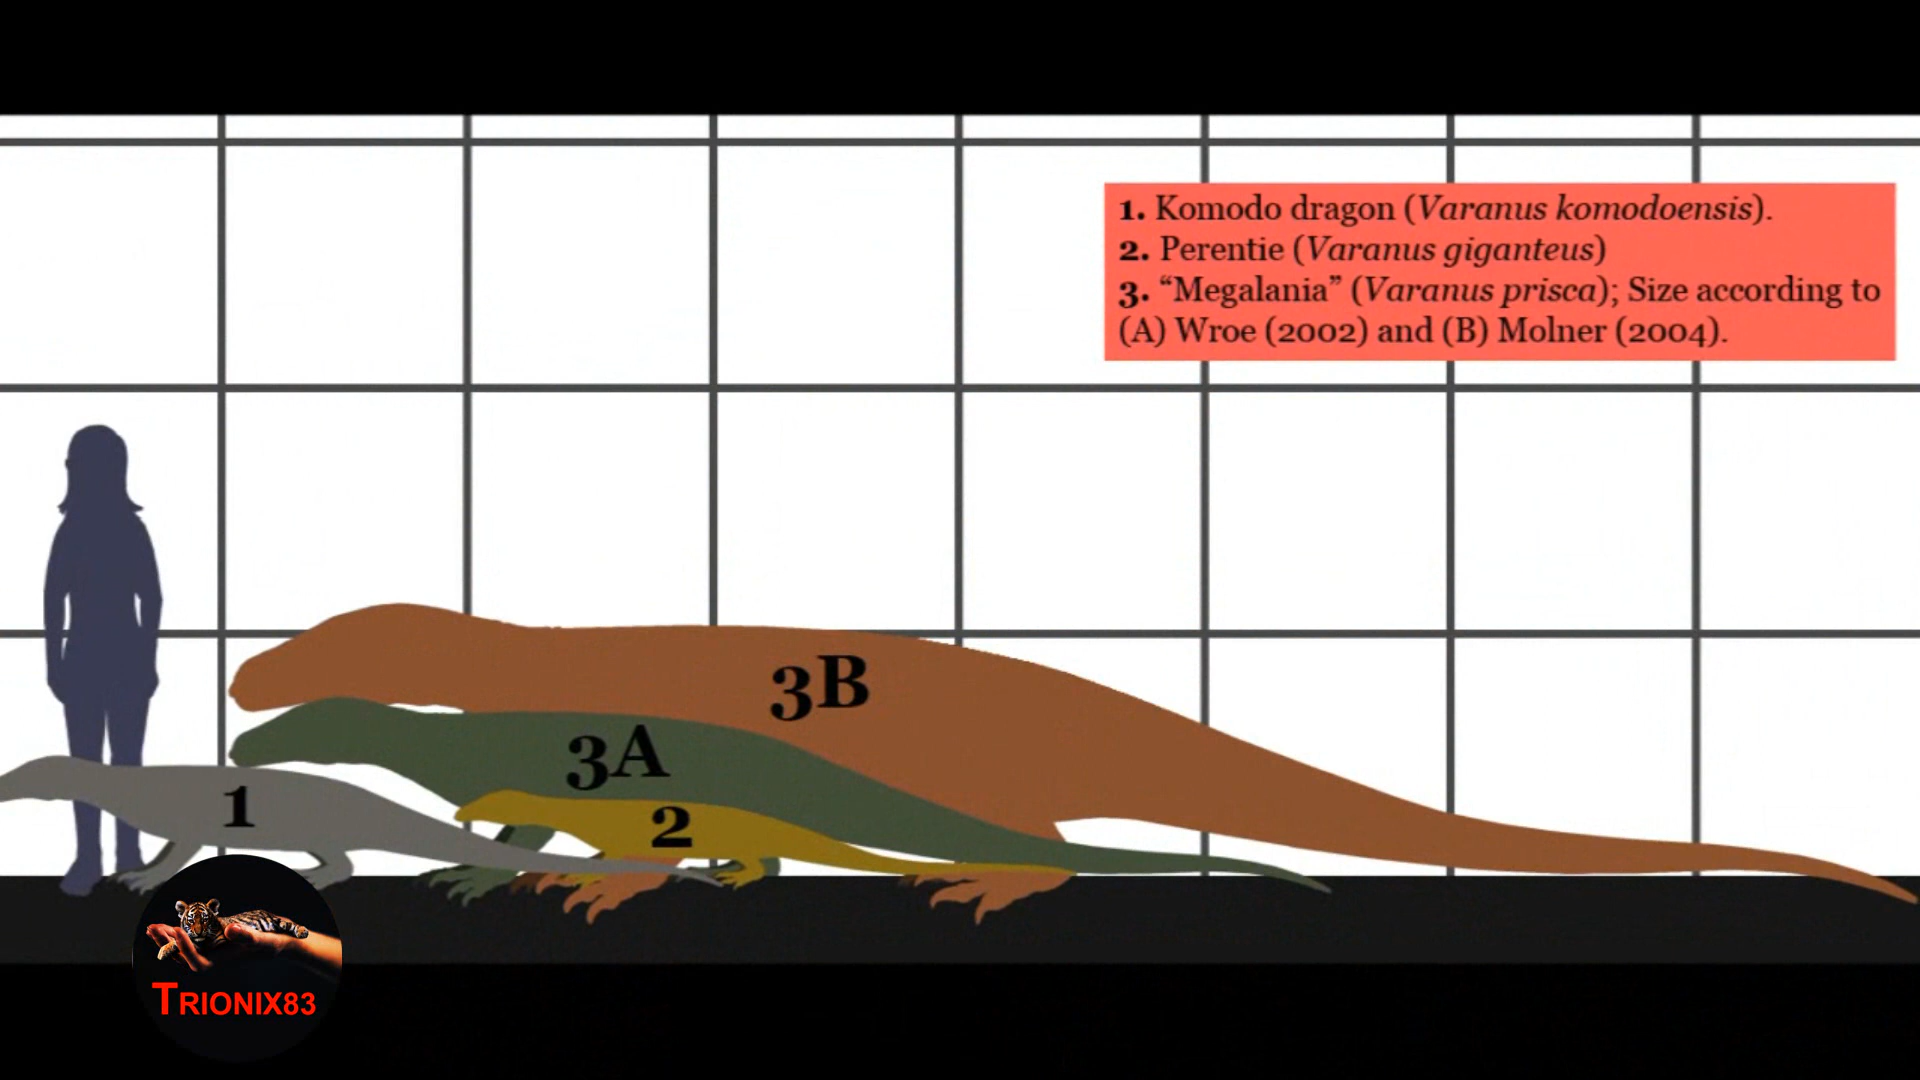 1. Komodo dragon (Varanus komodoensis).
2. Perentie (Varanus giganteus)
3. “Megalania” (Varanus prisca); Size according to
(A) Wroe (2002) and (B) Molner (2004).
3B
3A
1
2
TRIONIX83